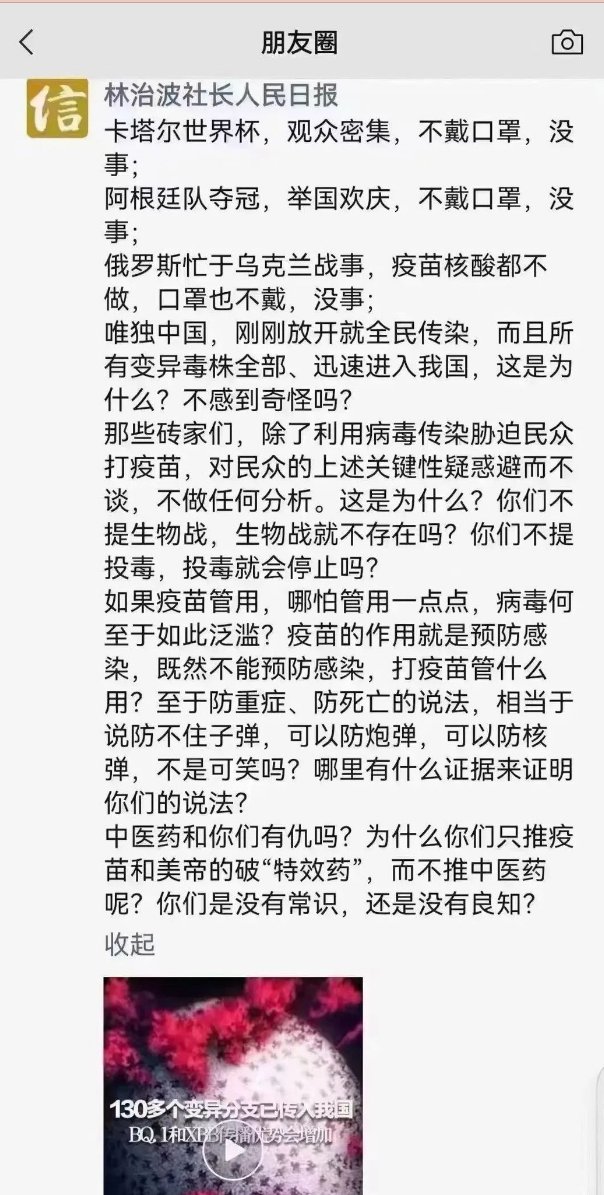 朋友圈
信
林治波社长人民日报
卡塔尔世界杯，观众密集，不戴口罩，没
事；
阿根廷队夺冠，举国欢庆，不戴口罩，没
事；
俄罗斯忙于乌克兰战事，疫苗核酸都不
做，口罩也不戴，没事；
唯独中国，刚刚放开就全民传染，而且所
有变异毒株全部、迅速进入我国，这是为
什么？不感到奇怪吗？
那些砖家们，除了利用病毒传染胁迫民众
打疫苗，对民众的上述关键性疑惑避而不
谈，不做任何分析。这是为什么？你们不
提生物战，生物战就不存在吗？你们不提
投毒，投毒就会停止吗？
如果疫苗管用，哪怕管用一点点，病毒何
至于如此泛滥？疫苗的作用就是预防感
染，既然不能预防感染，打疫苗管什么
用？至于防重症、防死亡的说法，相当于
说防不住子弹，可以防炮弹，可以防核
弹，不是可笑吗？哪里有什么证据来证明
你们的说法？
中医药和你们有仇吗？为什么你们只推疫
苗和美帝的破“特效药”，而不推中医药
呢？你们是没有常识，还是没有良知？
收起
130多个变异分支已传入我国
BQ.1和XBB传播优势会增加